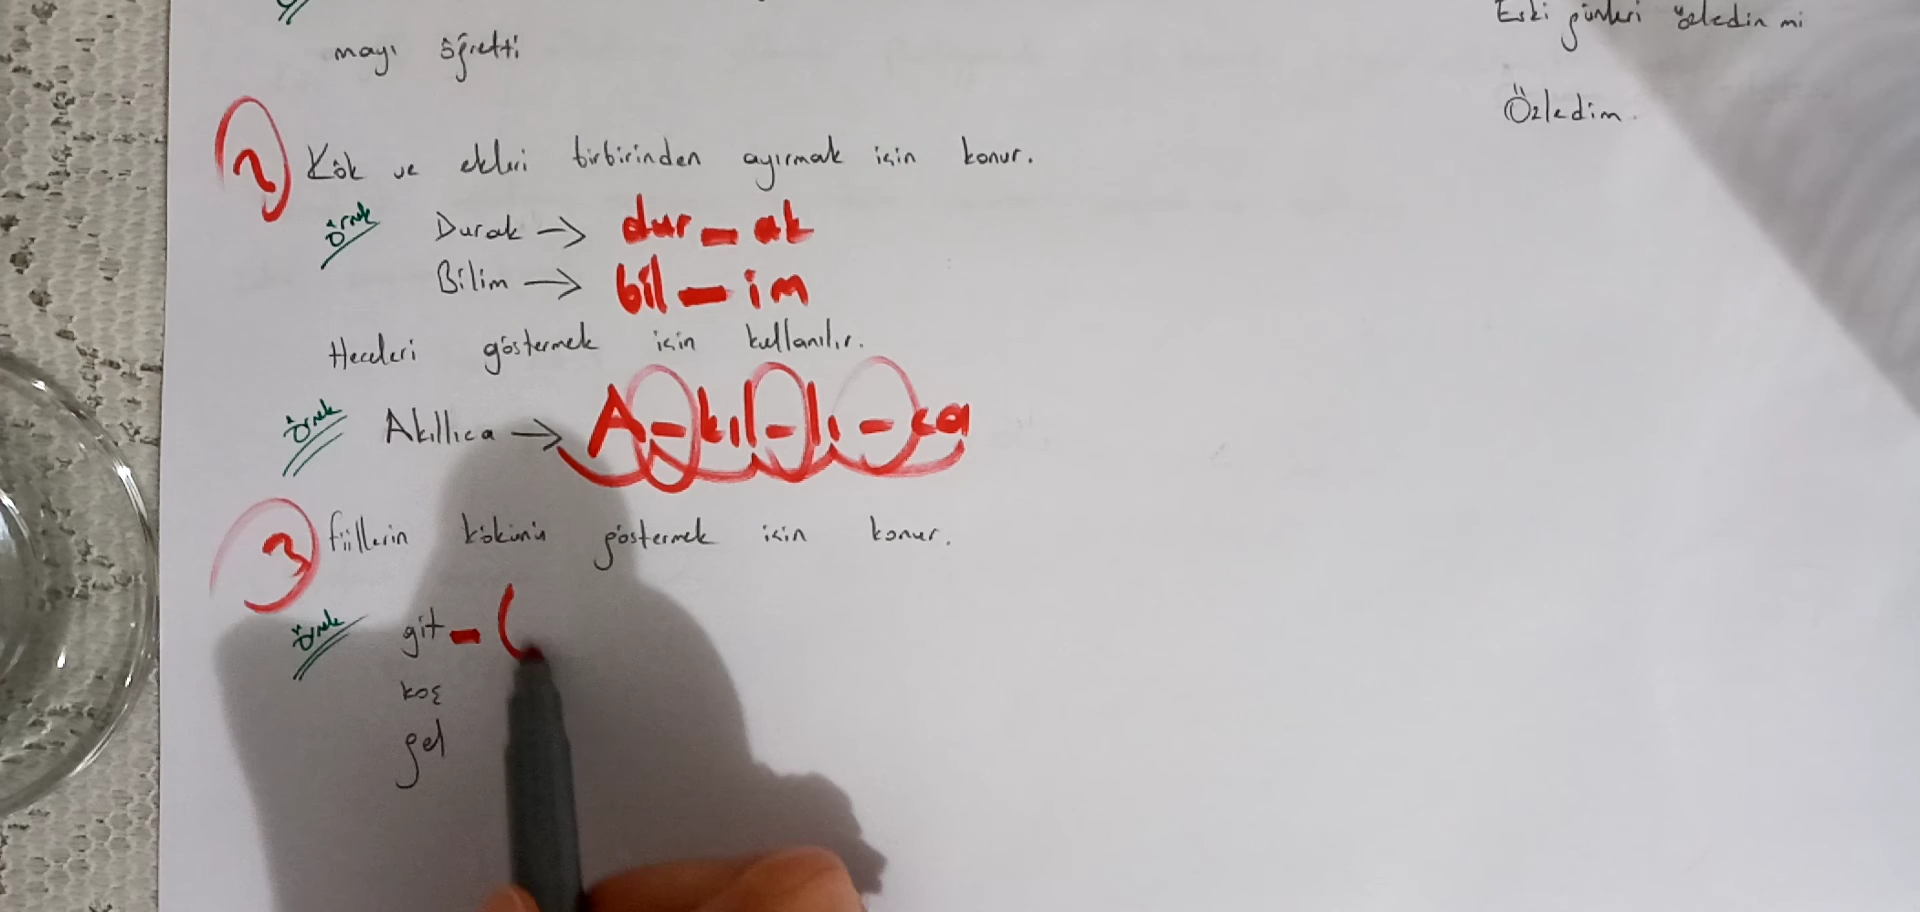 mayı öğretti
2 Kök ve ekleri birbirinden ayırmak için konur.
Örnek Durak → dur - ak
Bilim → bil - im
Heceleri göstermek için kullanılır.
Örnek Akıllıca → A - kıl - lı - ca
3 fiillerin kökünü göstermek için konur.
Örnek git - (
koş
gel
Eski günleri özledin mi
Özledim.